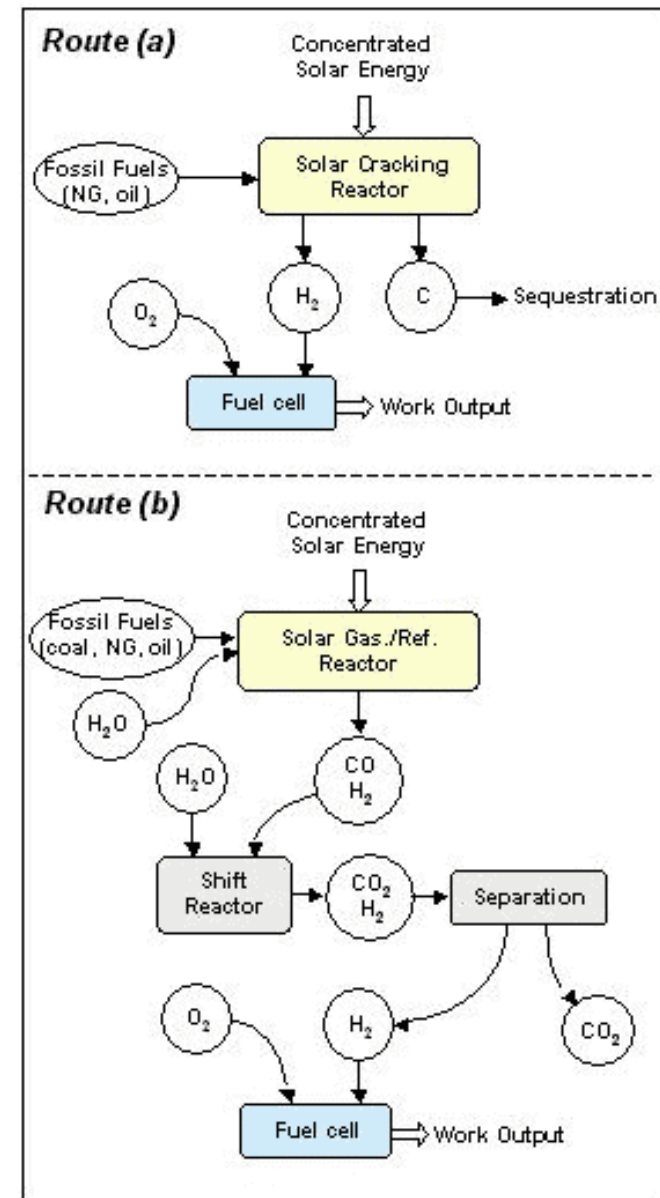 Route (a)
Concentrated
Solar Energy
Fossil Fuels
(NG, oil)
Solar Cracking
Reactor
H₂
C
Sequestration
O₂
Fuel cell
Work Output
Route (b)
Concentrated
Solar Energy
Fossil Fuels
(coal, NG, oil)
Solar Gas./Ref.
Reactor
H₂O
H₂O
CO
H₂
Shift
Reactor
CO₂
H₂
Separation
O₂
H₂
CO₂
Fuel cell
Work Output